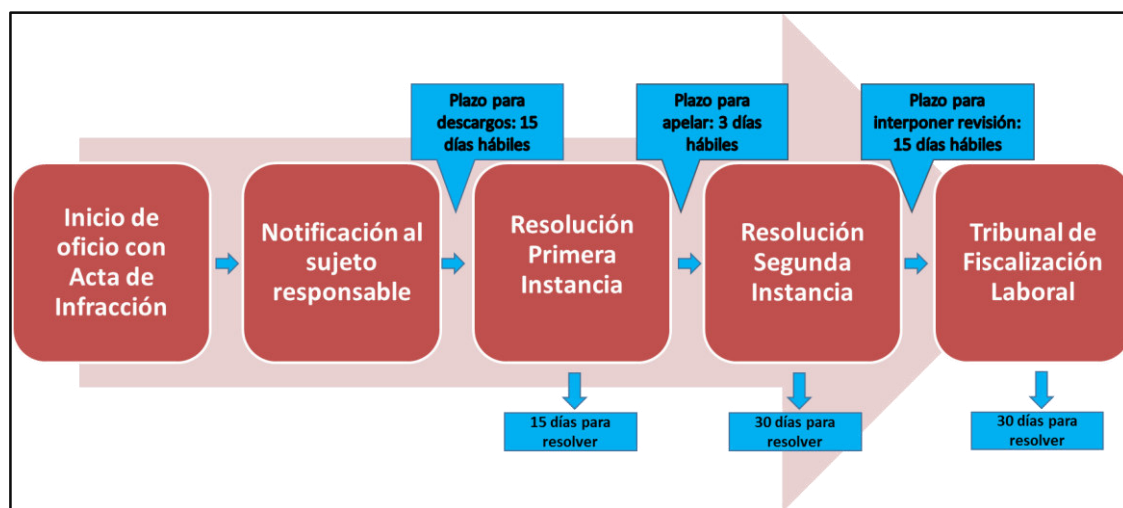 Plazo para
descargos: 15
días hábiles
Plazo para
apelar: 3 días
hábiles
Plazo para
interponer revisión:
15 días hábiles
Inicio de
oficio con
Acta de
Infracción
Notificación al
sujeto
responsable
Resolución
Primera
Instancia
Resolución
Segunda
Instancia
Tribunal de
Fiscalización
Laboral
15 días para
resolver
30 días para
resolver
30 días para
resolver